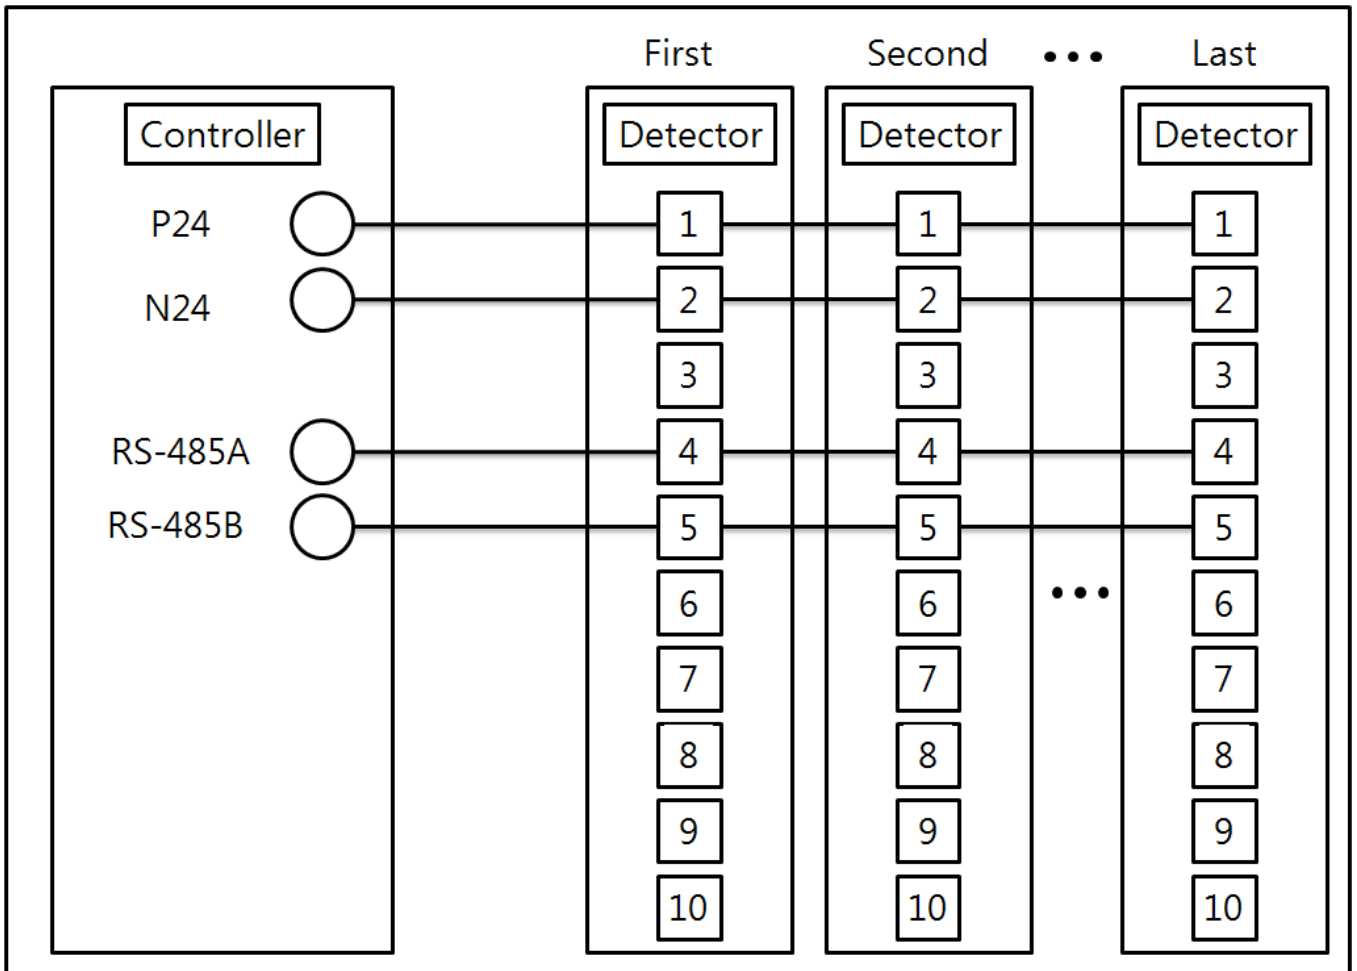 First Second ••• Last
Controller Detector Detector Detector
P24 1 1 1
N24 2 2 2
3 3 3
RS-485A 4 4 4
RS-485B 5 5 5
•••
6 6 6
7 7 7
8 8 8
9 9 9
10 10 10